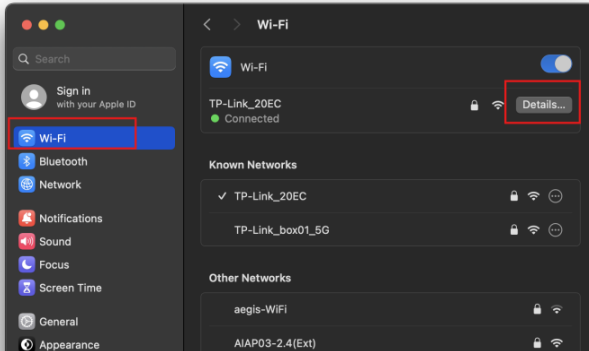 Wi-Fi
Search
Wi-Fi
Sign in
with your Apple ID
TP-Link_20EC
Details...
Connected
Wi-Fi
Bluetooth
Known Networks
Network
TP-Link_20EC
Notifications
TP-Link_box01_5G
Sound
Focus
Other Networks
Screen Time
aegis-WiFi
General
AIAP03-2.4(Ext)
Appearance